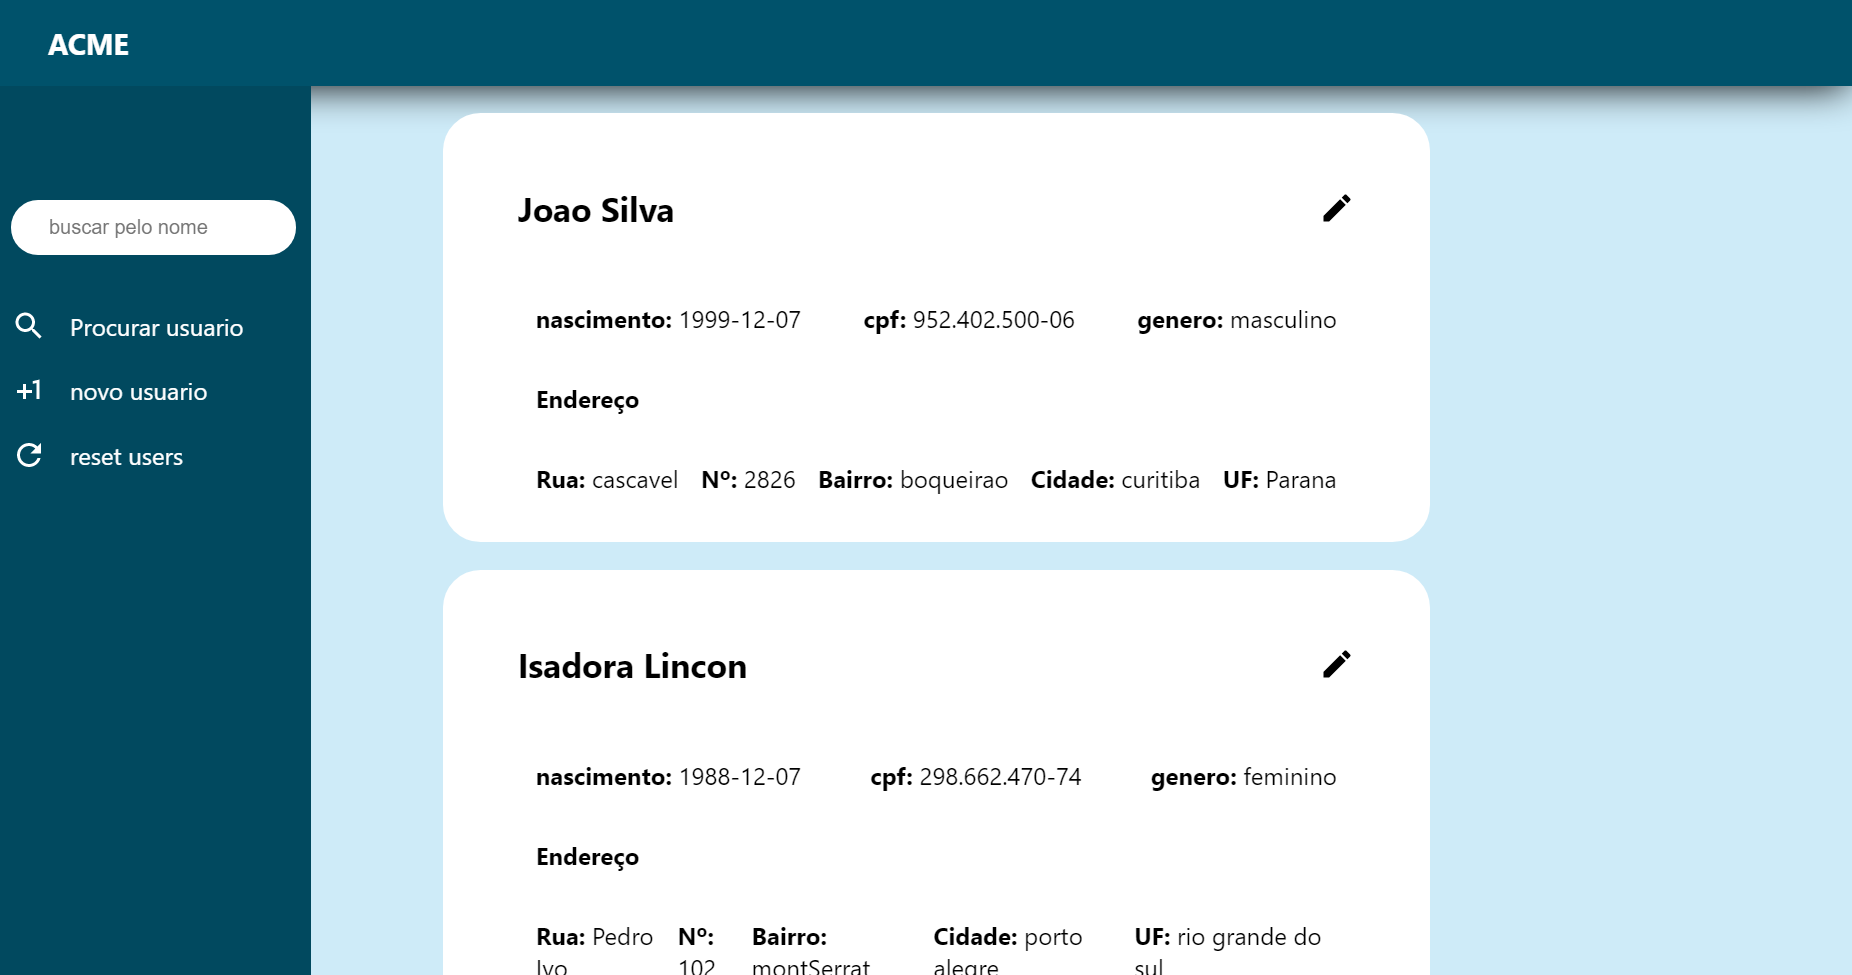 ACME
buscar pelo nome
Procurar usuario
+1 novo usuario
reset users
Joao Silva
nascimento: 1999-12-07 cpf: 952.402.500-06 genero: masculino
Endereço
Rua: cascavel Nº: 2826 Bairro: boqueirao Cidade: curitiba UF: Parana
Isadora Lincon
nascimento: 1988-12-07 cpf: 298.662.470-74 genero: feminino
Endereço
Rua: Pedro Nº: Bairro: Cidade: porto UF: rio grande do
Ivo 102 montSerrat alegre sul